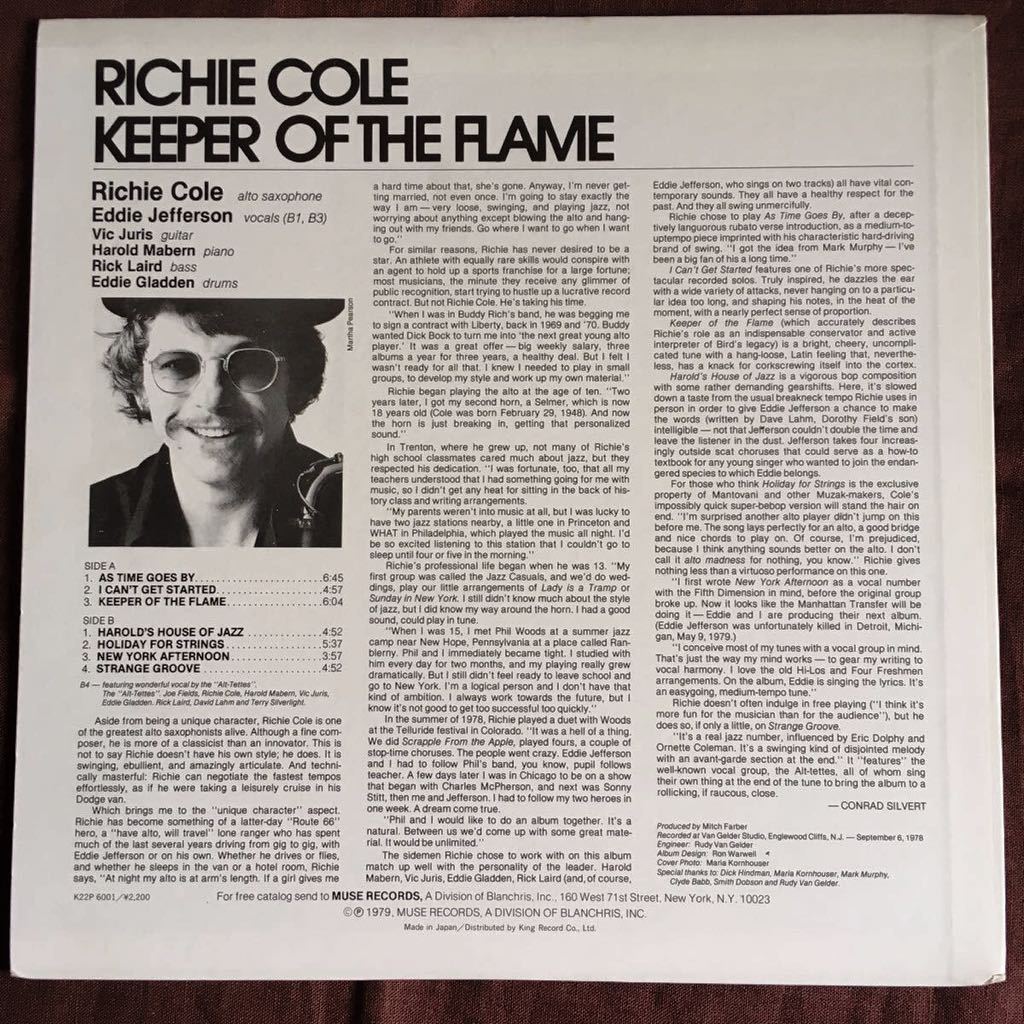 RICHIE COLE
KEEPER OF THE FLAME
Richie Cole alto saxophone
Eddie Jefferson vocals (B1, B3)
Vic Juris guitar
Harold Mabern piano
Rick Laird bass
Eddie Gladden drums
Martha Pearson
SIDE A
1. AS TIME GOES BY 6:45
2. I CAN'T GET STARTED 4:57
3. KEEPER OF THE FLAME 6:04
SIDE B
1. HAROLD'S HOUSE OF JAZZ 4:52
2. HOLIDAY FOR STRINGS 5:37
3. NEW YORK AFTERNOON 3:57
4. STRANGE GROOVE 4:52
B4 — featuring wonderful vocal by the "Alt-Tettes".
The "Alt-Tettes". Joe Fields, Richie Cole, Harold Mabern, Vic Juris,
Eddie Gladden. Rick Laird, David Lahm and Terry Silverlight.
Aside from being a unique character, Richie Cole is one
of the greatest alto saxophonists alive. Although a fine com-
poser, he is more of a classicist than an innovator. This is
not to say Richie doesn't have his own style; he does. It is
swinging, ebullient, and amazingly articulate. And techni-
cally masterful: Richie can negotiate the fastest tempos
effortlessly, as if he were taking a leisurely cruise in his
Dodge van.
Which brings me to the "unique character" aspect.
Richie has become something of a latter-day "Route 66"
hero, a "have alto, will travel" lone ranger who has spent
much of the last several years driving from gig to gig, with
Eddie Jefferson or on his own. Whether he drives or flies,
and whether he sleeps in the van or a hotel room, Richie
says, "At night my alto is at arm's length. If a girl gives me
a hard time about that, she's gone. Anyway, I'm never get-
ting married, not even once. I'm going to stay exactly the
way I am — very loose, swinging, and playing jazz, not
worrying about anything except blowing the alto and hang-
ing out with my friends. Go where I want to go when I want
to go."
For similar reasons, Richie has never desired to be a
star. An athlete with equally rare skills would conspire with
an agent to hold up a sports franchise for a large fortune;
most musicians, the minute they receive any glimmer of
public recognition, start trying to hustle up a lucrative record
contract. But not Richie Cole. He's taking his time.
"When I was in Buddy Rich's band, he was begging me
to sign a contract with Liberty, back in 1969 and '70. Buddy
wanted Dick Bock to turn me into 'the next great young alto
player.' It was a great offer — big weekly salary, three
albums a year for three years, a healthy deal. But I felt I
wasn't ready for all that. I knew I needed to play in small
groups, to develop my style and work up my own material."
Richie began playing the alto at the age of ten. "Two
years later, I got my second horn, a Selmer, which is now
18 years old (Cole was born February 29, 1948). And now
the horn is just breaking in, getting that personalized
sound."
In Trenton, where he grew up, not many of Richie's
high school classmates cared much about jazz, but they
respected his dedication. "I was fortunate, too, that all my
teachers understood that I had something going for me with
music, so I didn't get any heat for sitting in the back of his-
tory class and writing arrangements.
"My parents weren't into music at all, but I was lucky to
have two jazz stations nearby, a little one in Princeton and
WHAT in Philadelphia, which played the music all night. I'd
be so excited listening to this station that I couldn't go to
sleep until four or five in the morning."
Richie's professional life began when he was 13. "My
first group was called the Jazz Casuals, and we'd do wed-
dings, play our little arrangements of Lady is a Tramp or
Sunday in New York. I still didn't know much about the style
of jazz, but I did know my way around the horn. I had a good
sound, could play in tune.
"When I was 15, I met Phil Woods at a summer jazz
camp near New Hope, Pennsylvania at a place called Ran-
blerny. Phil and I immediately became tight. I studied with
him every day for two months, and my playing really grew
dramatically. But I still didn't feel ready to leave school and
go to New York. I'm a logical person and I don't have that
kind of ambition. I always work towards the future, but I
know it's not good to get too successful too quickly."
In the summer of 1978, Richie played a duet with Woods
at the Telluride festival in Colorado. "It was a hell of a thing.
We did Scrapple From the Apple, played fours, a couple of
stop-time choruses. The people went crazy. Eddie Jefferson
and I had to follow Phil's band, you know, pupil follows
teacher. A few days later I was in Chicago to be on a show
that began with Charles McPherson, and next was Sonny
Stitt, then me and Jefferson. I had to follow my two heroes in
one week. A dream come true.
"Phil and I would like to do an album together. It's a
natural. Between us we'd come up with some great mate-
rial. It would be unlimited."
The sidemen Richie chose to work with on this album
match up well with the personality of the leader. Harold
Mabern, Vic Juris, Eddie Gladden, Rick Laird (and, of course,
Eddie Jefferson, who sings on two tracks) all have vital con-
temporary sounds. They all have a healthy respect for the
past. And they all swing unmercifully.
Richie chose to play As Time Goes By, after a decep-
tively languorous rubato verse introduction, as a medium-to-
uptempo piece imprinted with his characteristic hard-driving
brand of swing. "I got the idea from Mark Murphy — I've
been a big fan of his a long time."
I Can't Get Started features one of Richie's more spec-
tacular recorded solos. Truly inspired, he dazzles the ear
with a wide variety of attacks, never hanging on to a particu-
lar idea too long, and shaping his notes, in the heat of the
moment, with a nearly perfect sense of proportion.
Keeper of the Flame (which accurately describes
Richie's role as an indispensable conservator and active
interpreter of Bird's legacy) is a bright, cheery, uncompli-
cated tune with a hang-loose, Latin feeling that, neverthe-
less, has a knack for corkscrewing itself into the cortex.
Harold's House of Jazz is a vigorous bop composition
with some rather demanding gearshifts. Here, it's slowed
down a taste from the usual breakneck tempo Richie uses in
person in order to give Eddie Jefferson a chance to make
the words (written by Dave Lahm, Dorothy Field's son)
intelligible — not that Jefferson couldn't double the time and
leave the listener in the dust. Jefferson takes four increas-
ingly outside scat choruses that could serve as a how-to
textbook for any young singer who wanted to join the endan-
gered species to which Eddie belongs.
For those who think Holiday for Strings is the exclusive
property of Mantovani and other Muzak-makers, Cole's
impossibly quick super-bebop version will stand the hair on
end. "I'm surprised another alto player didn't jump on this
before me. The song lays perfectly for an alto, a good bridge
and nice chords to play on. Of course, I'm prejudiced,
because I think anything sounds better on the alto. I don't
call it alto madness for nothing, you know." Richie gives
nothing less than a virtuoso performance on this one.
"I first wrote New York Afternoon as a vocal number
with the Fifth Dimension in mind, before the original group
broke up. Now it looks like the Manhattan Transfer will be
doing it — Eddie and I are producing their next album.
(Eddie Jefferson was unfortunately killed in Detroit, Michi-
gan, May 9, 1979.)
"I conceive most of my tunes with a vocal group in mind.
That's just the way my mind works — to gear my writing to
vocal harmony. I love the old Hi-Los and Four Freshmen
arrangements. On the album, Eddie is singing the lyrics. It's
an easygoing, medium-tempo tune."
Richie doesn't often indulge in free playing ("I think it's
more fun for the musician than for the audience"), but he
does so, if only a little, on Strange Groove.
"It's a real jazz number, influenced by Eric Dolphy and
Ornette Coleman. It's a swinging kind of disjointed melody
with an avant-garde section at the end." It "features" the
well-known vocal group, the Alt-tettes, all of whom sing
their own thing at the end of the tune to bring the album to a
rollicking, if raucous, close.
— CONRAD SILVERT
Produced by Mitch Farber
Recorded at Van Gelder Studio, Englewood Cliffs, N.J. — September 6, 1978
Engineer: Rudy Van Gelder
Album Design: Ron Warwell
Cover Photo: Maria Kornhouser
Special thanks to: Dick Hindman, Maria Kornhouser, Mark Murphy,
Clyde Babb, Smith Dobson and Rudy Van Gelder.
K22P 6001/¥2,200
For free catalog send to MUSE RECORDS, A Division of Blanchris, Inc., 160 West 71st Street, New York, N.Y. 10023
©℗ 1979, MUSE RECORDS, A DIVISION OF BLANCHRIS, INC.
Made in Japan/Distributed by King Record Co., Ltd.